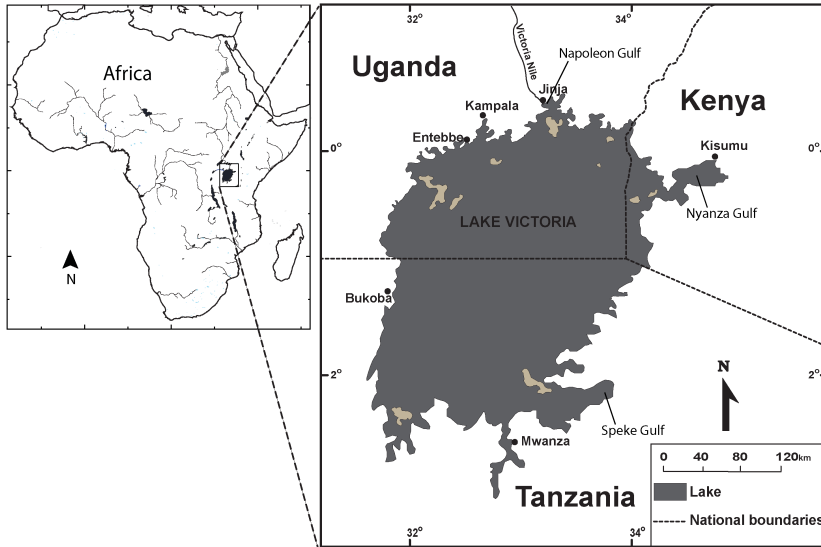 Africa
N
32°
34°
Victoria Nile
Napoleon Gulf
Uganda
Jinja
Kenya
Kampala
Entebbe
Kisumu
0°
0°
Nyanza Gulf
LAKE VICTORIA
Bukoba
N
2°
2°
Speke Gulf
Mwanza
0 40 80 120km
Lake
Tanzania
National boundaries
32°
34°